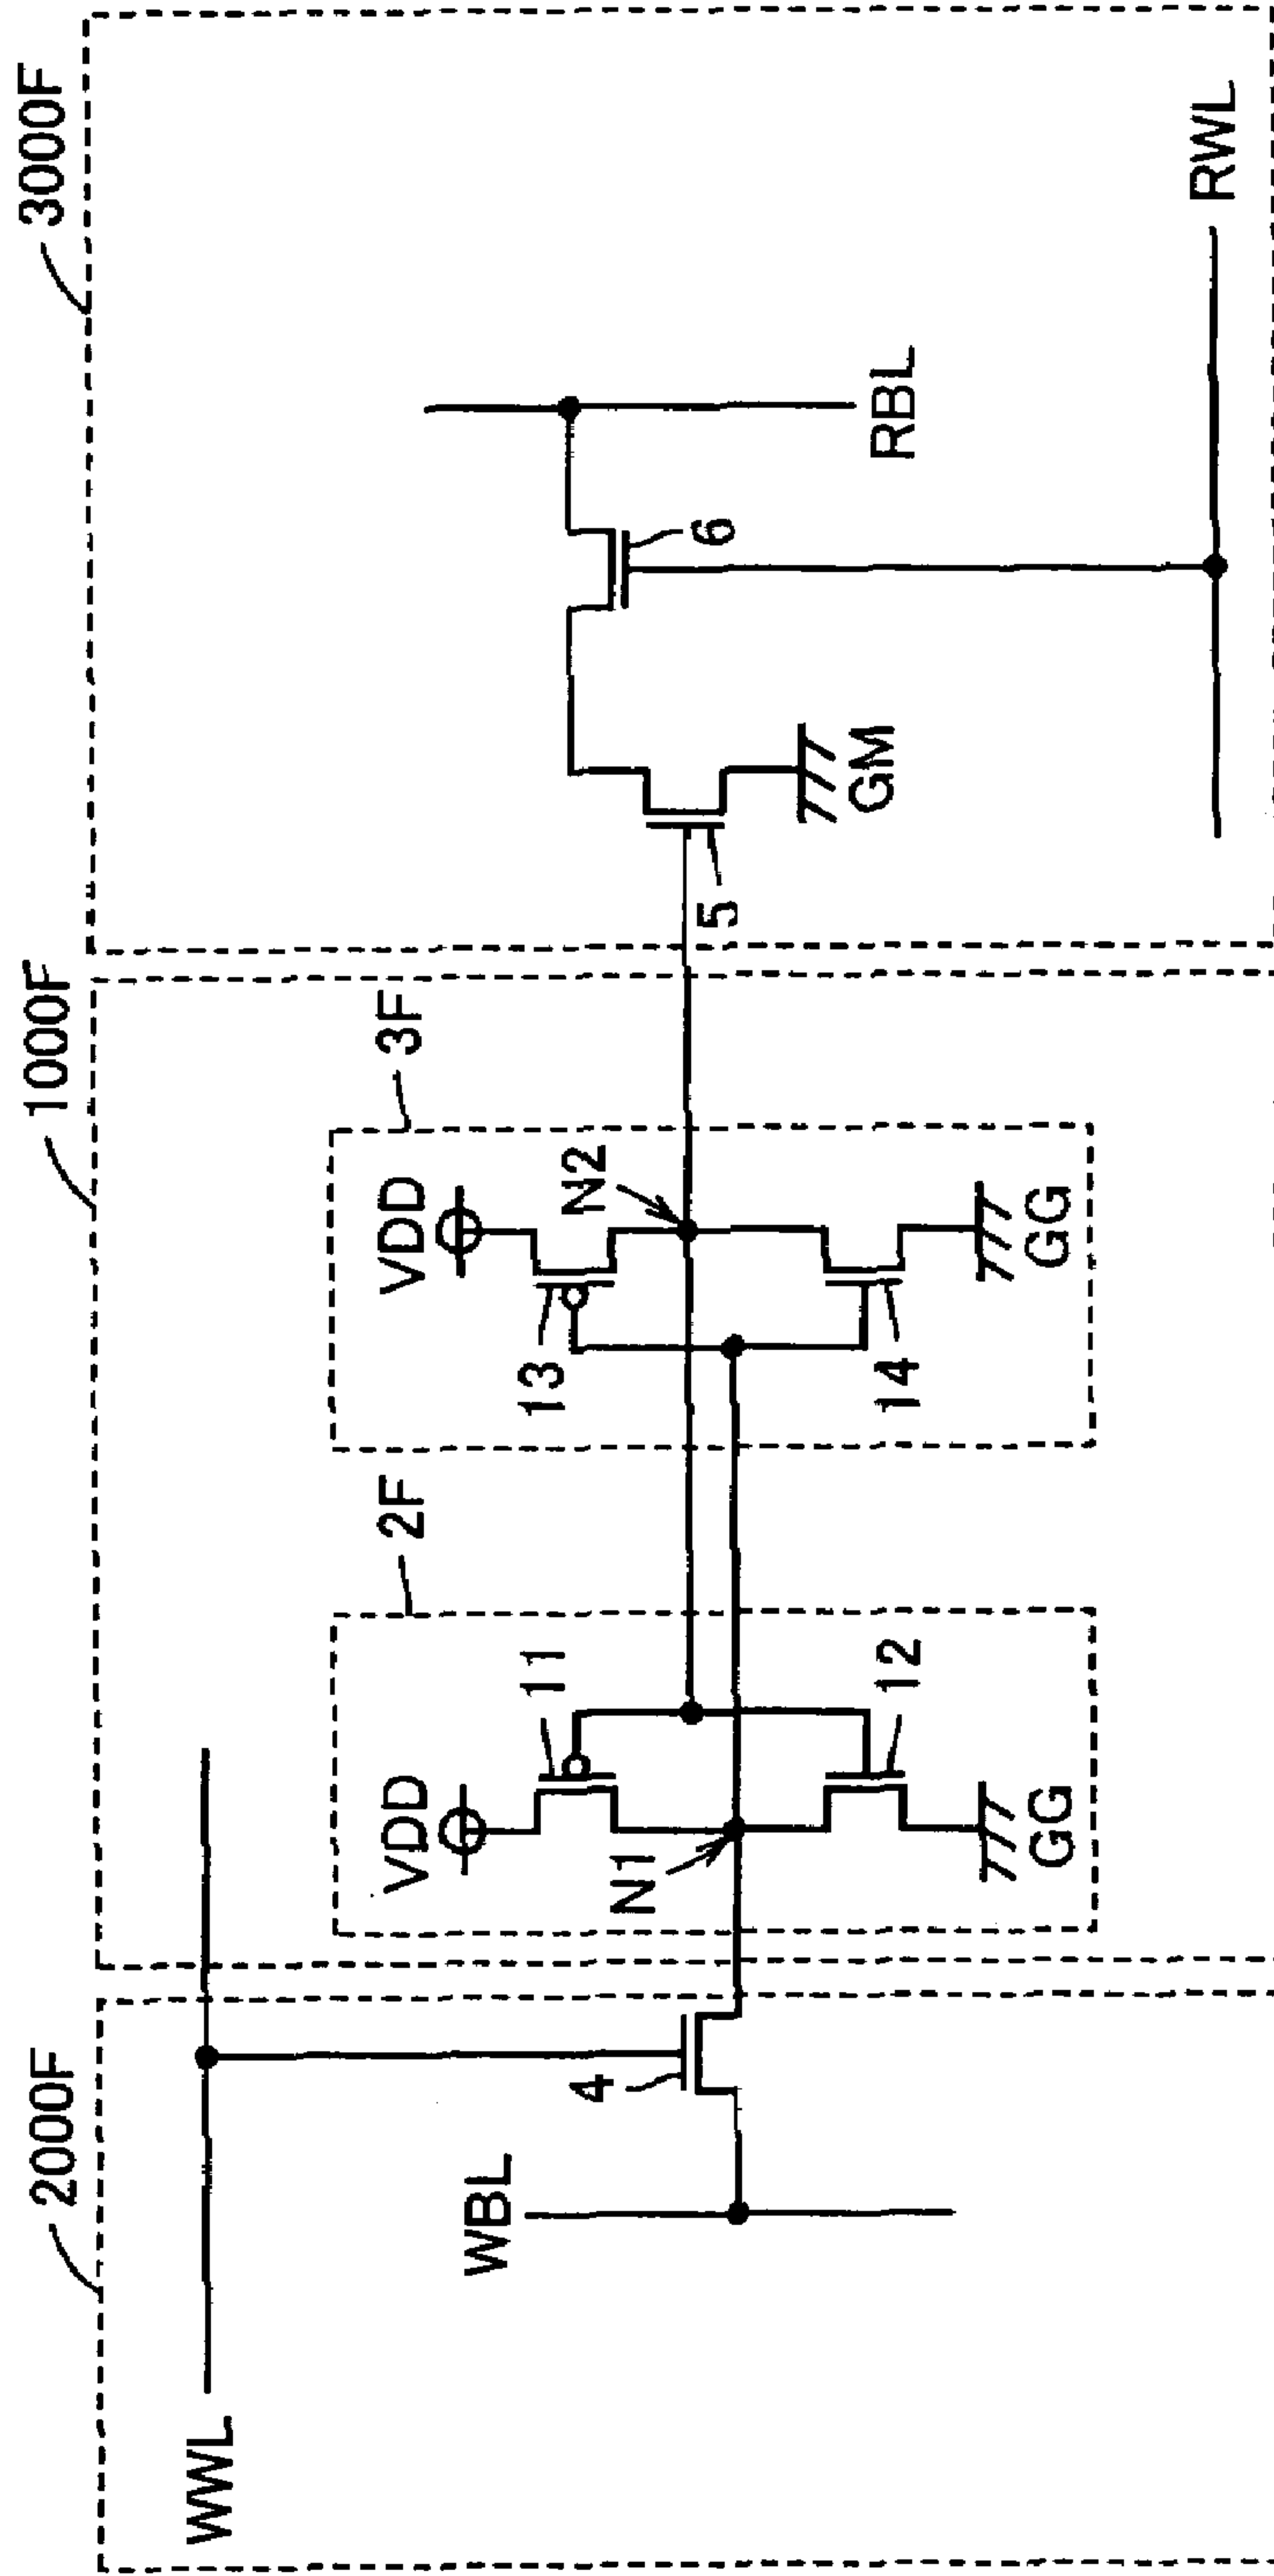 2000F
1000F
3000F
WWL
WBL
4
2F
VDD
11
N1
12
GG
3F
VDD
13
N2
14
GG
5
GM
6
RBL
RWL